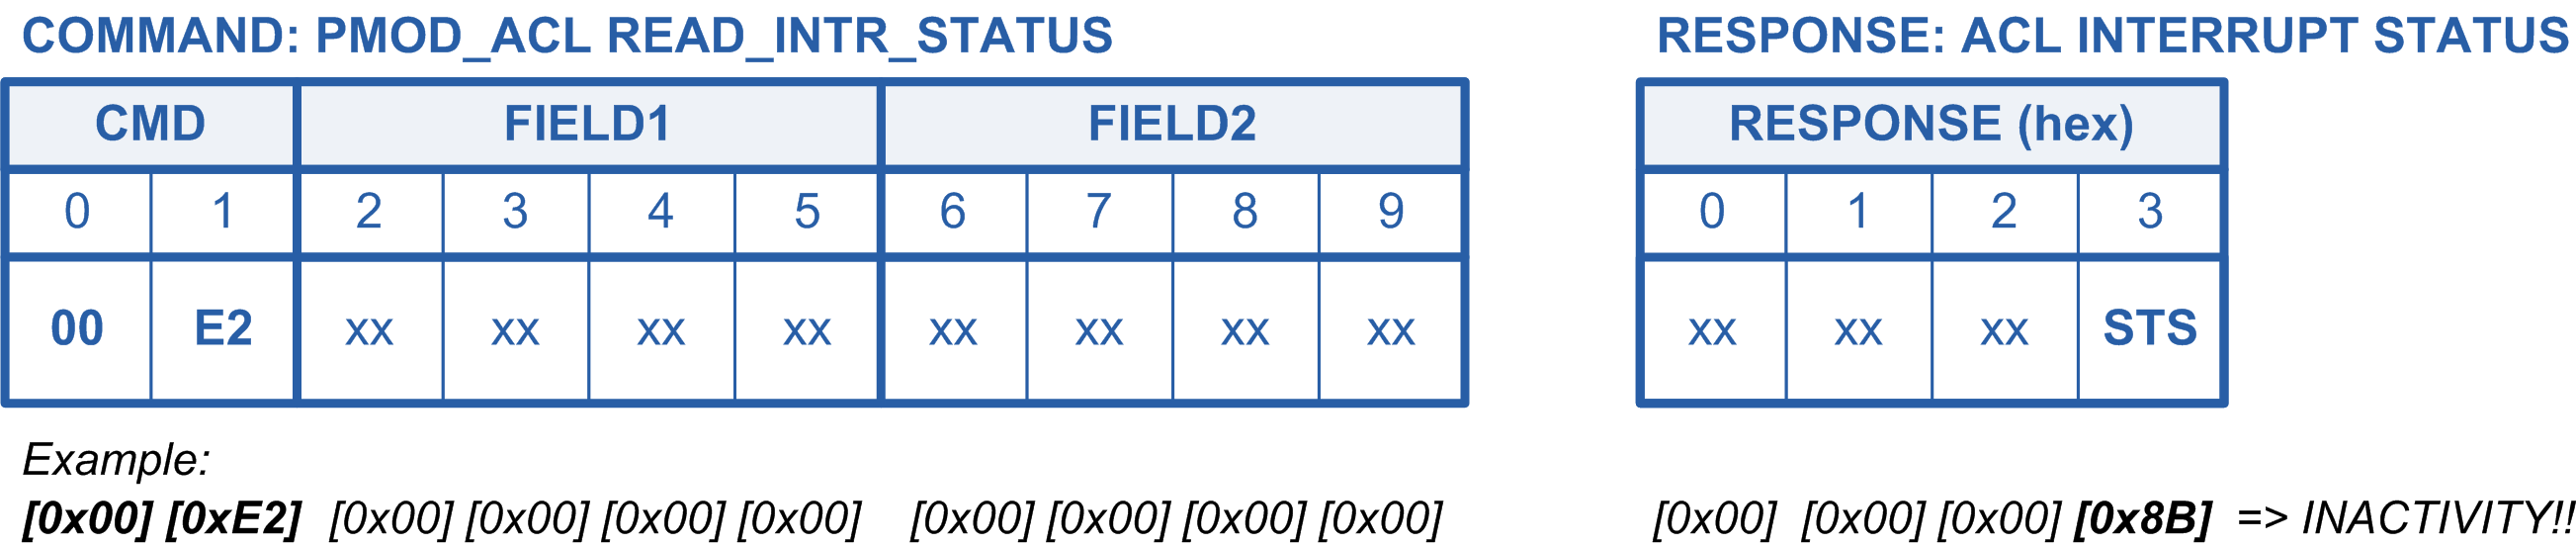 COMMAND: PMOD_ACL READ_INTR_STATUS RESPONSE: ACL INTERRUPT STATUS
CMD FIELD1 FIELD2 RESPONSE (hex)
0 1 2 3 4 5 6 7 8 9 0 1 2 3
00 E2 xx xx xx xx xx xx xx xx xx xx xx STS
Example:
[0x00] [0xE2] [0x00] [0x00] [0x00] [0x00] [0x00] [0x00] [0x00] [0x00] [0x00] [0x00] [0x00] [0x8B] => INACTIVITY!!